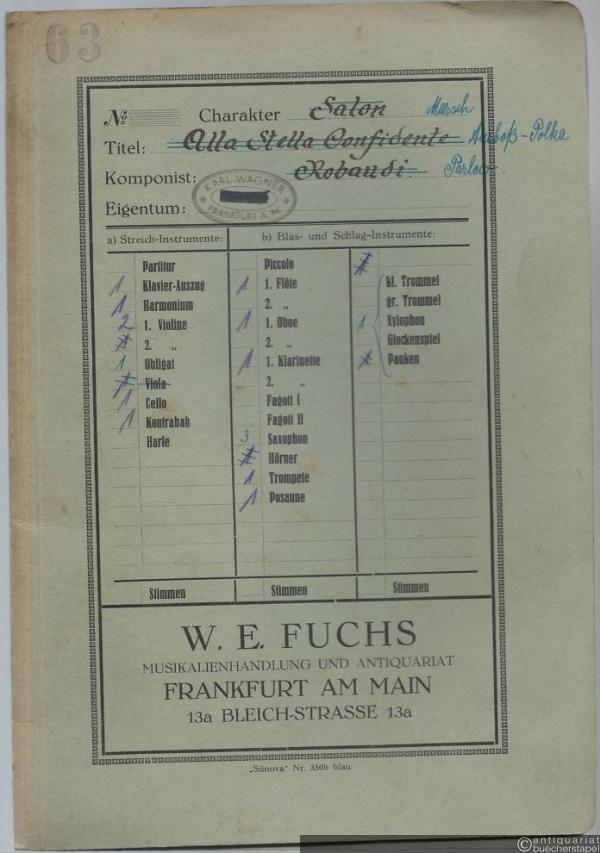 63
№ Charakter Salon Marsch
Titel: Alla Stella Confidente Amboß-Polka
Komponist: Robaudi. Parlow
Eigentum: KARL WAGNER FRANKFURT A. M.
a) Streich-Instrumente: b) Blas- und Schlag-Instrumente:
Partitur Piccolo
1 Klavier-Auszug 1 1. Flöte kl. Trommel
1 Harmonium 2. „ gr. Trommel
2 1. Violine 1 1. Oboe 1 Xylophon
2. „ 2. „ Glockenspiel
1 Obligat 1 1. Klarinette Pauken
Viola 2. „
1 Cello Fagott I
1 Kontrabaß Fagott II
Harfe 3 Saxophon
Hörner
1 Trompete
1 Posaune
Stimmen Stimmen Stimmen
W. E. FUCHS
MUSIKALIENHANDLUNG UND ANTIQUARIAT
FRANKFURT AM MAIN
13a BLEICH-STRASSE 13a
„Sünova" Nr. 350b blau
©antiquariat
buecherstapel